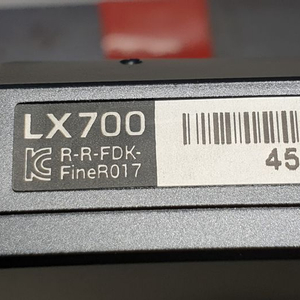 LX700
R-R-FDK-
FineR017
45